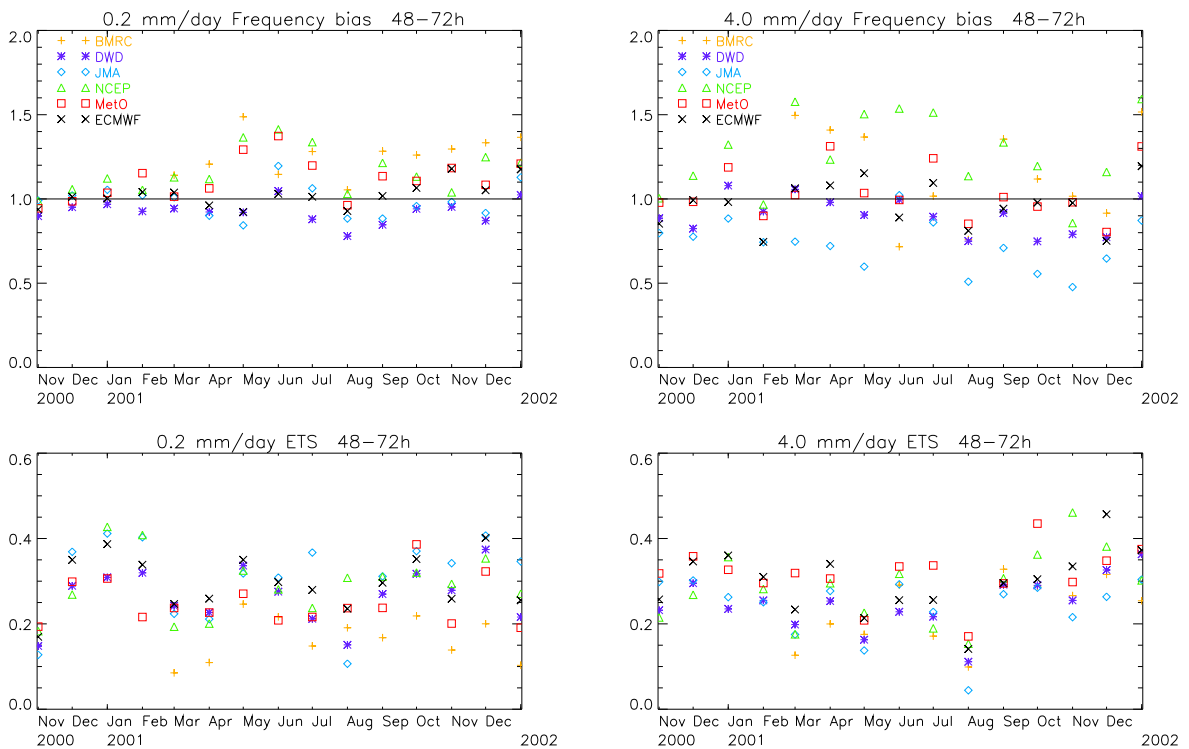 0.2 mm/day Frequency bias 48-72h
2.0
1.5
1.0
0.5
0.0
BMRC
DWD
JMA
NCEP
MetO
ECMWF
Nov Dec Jan Feb Mar Apr May Jun Jul Aug Sep Oct Nov Dec
2000 2001 2002
4.0 mm/day Frequency bias 48-72h
2.0
1.5
1.0
0.5
0.0
BMRC
DWD
JMA
NCEP
MetO
ECMWF
Nov Dec Jan Feb Mar Apr May Jun Jul Aug Sep Oct Nov Dec
2000 2001 2002
0.2 mm/day ETS 48-72h
0.6
0.4
0.2
0.0
Nov Dec Jan Feb Mar Apr May Jun Jul Aug Sep Oct Nov Dec
2000 2001 2002
4.0 mm/day ETS 48-72h
0.6
0.4
0.2
0.0
Nov Dec Jan Feb Mar Apr May Jun Jul Aug Sep Oct Nov Dec
2000 2001 2002